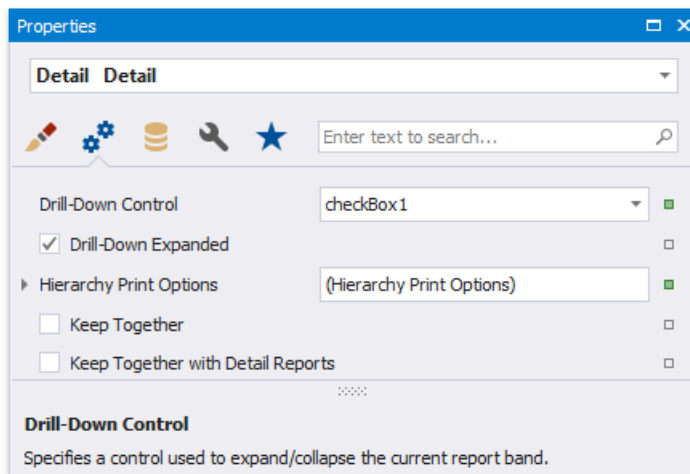 Properties
Detail Detail
Enter text to search...
Drill-Down Control checkBox1
Drill-Down Expanded
Hierarchy Print Options (Hierarchy Print Options)
Keep Together
Keep Together with Detail Reports
Drill-Down Control
Specifies a control used to expand/collapse the current report band.